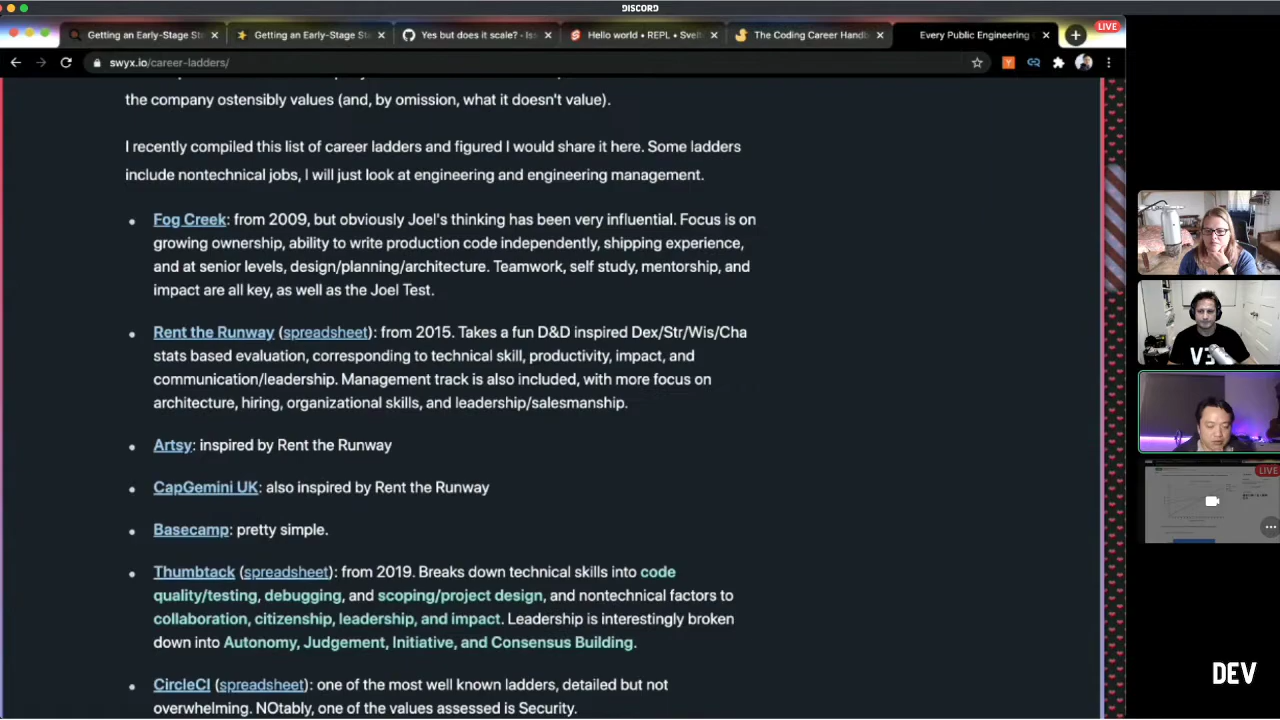 DISCORD
Getting an Early-Stage St
Getting an Early-Stage St
Yes but does it scale? - Iss
Hello world • REPL • Svelt
The Coding Career Handb
Every Public Engineering
LIVE
swyx.io/career-ladders/
the company ostensibly values (and, by omission, what it doesn't value).
I recently compiled this list of career ladders and figured I would share it here. Some ladders
include nontechnical jobs, I will just look at engineering and engineering management.
Fog Creek: from 2009, but obviously Joel's thinking has been very influential. Focus is on
growing ownership, ability to write production code independently, shipping experience,
and at senior levels, design/planning/architecture. Teamwork, self study, mentorship, and
impact are all key, as well as the Joel Test.
Rent the Runway (spreadsheet): from 2015. Takes a fun D&D inspired Dex/Str/Wis/Cha
stats based evaluation, corresponding to technical skill, productivity, impact, and
communication/leadership. Management track is also included, with more focus on
architecture, hiring, organizational skills, and leadership/salesmanship.
Artsy: inspired by Rent the Runway
CapGemini UK: also inspired by Rent the Runway
Basecamp: pretty simple.
Thumbtack (spreadsheet): from 2019. Breaks down technical skills into code
quality/testing, debugging, and scoping/project design, and nontechnical factors to
collaboration, citizenship, leadership, and impact. Leadership is interestingly broken
down into Autonomy, Judgement, Initiative, and Consensus Building.
CircleCI (spreadsheet): one of the most well known ladders, detailed but not
overwhelming. NOtably, one of the values assessed is Security.
LIVE
DEV